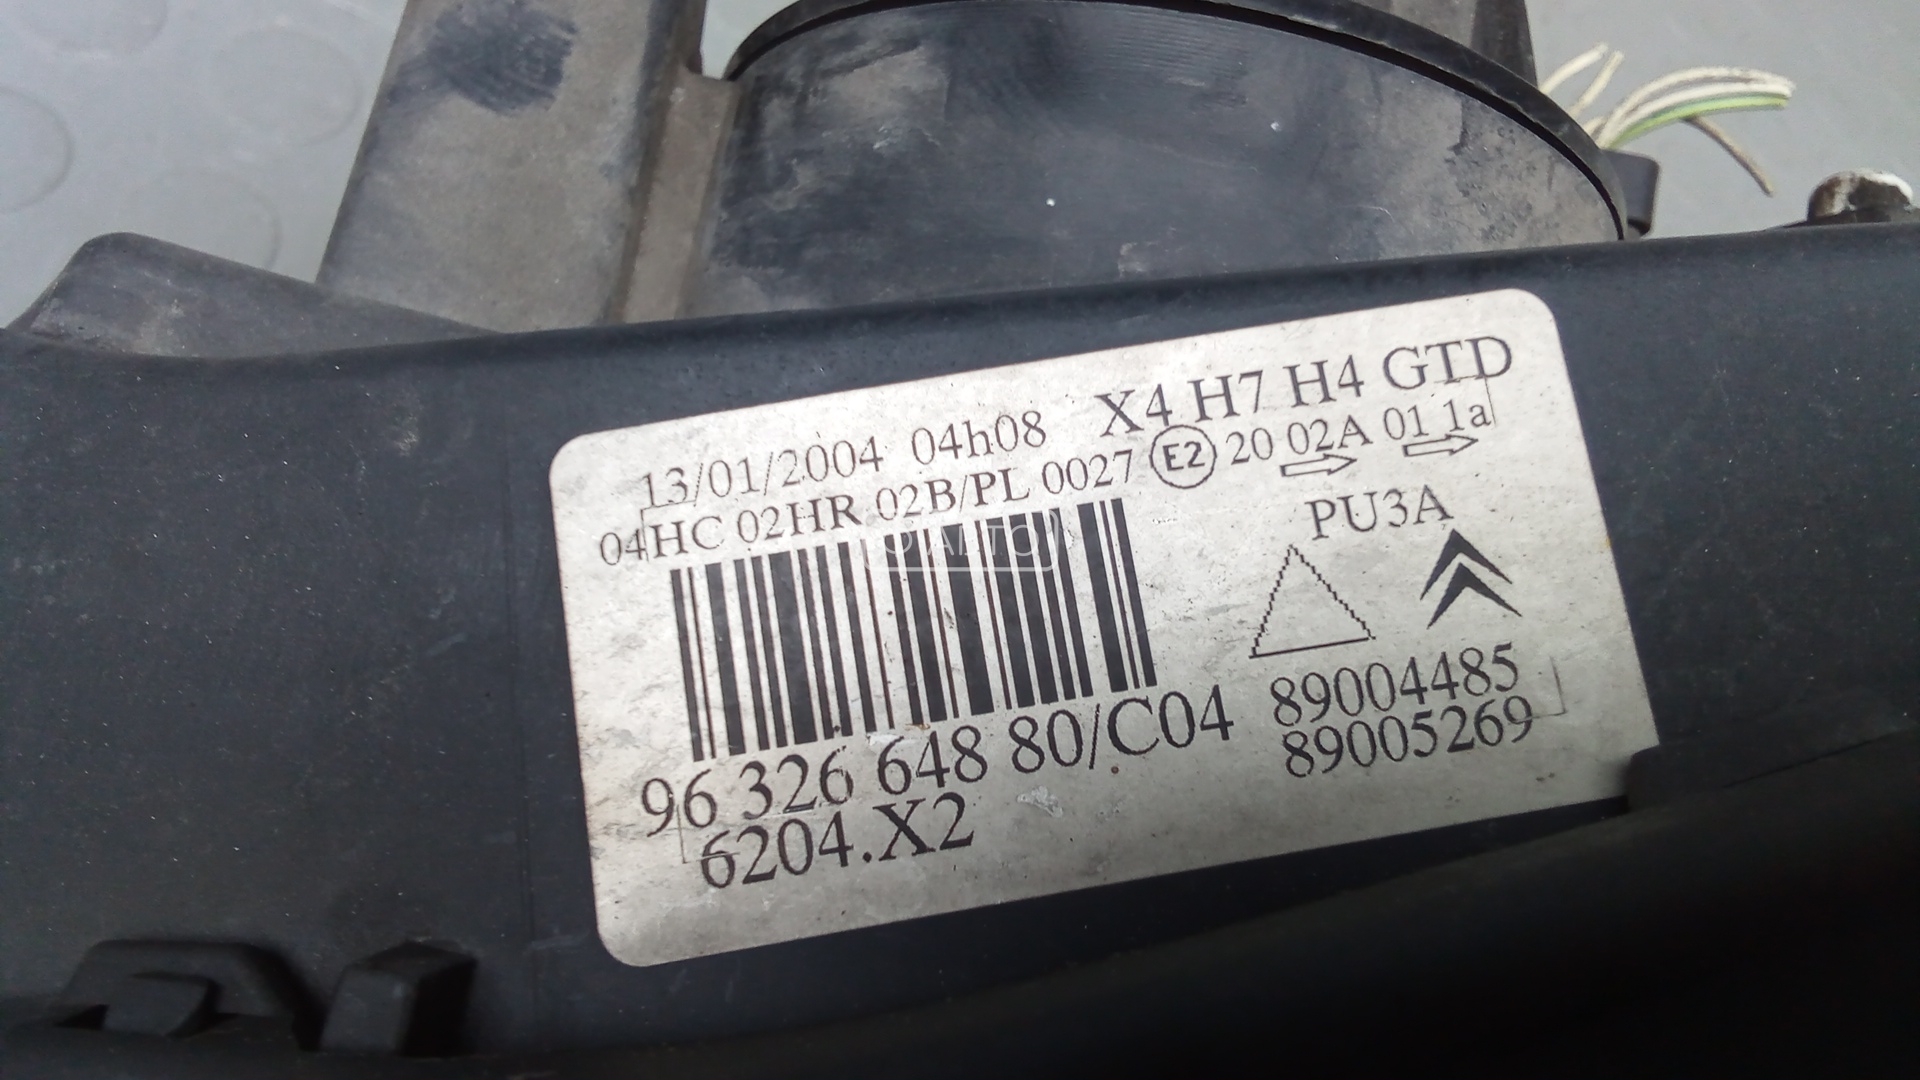 13/01/2004 04h08 X4 H7 H4 GTD
04HC 02HR 02B/PL 0027 E2 20 02A 01 1a
PU3A
96 326 648 80/C04
6204.X2
89004485
89005269